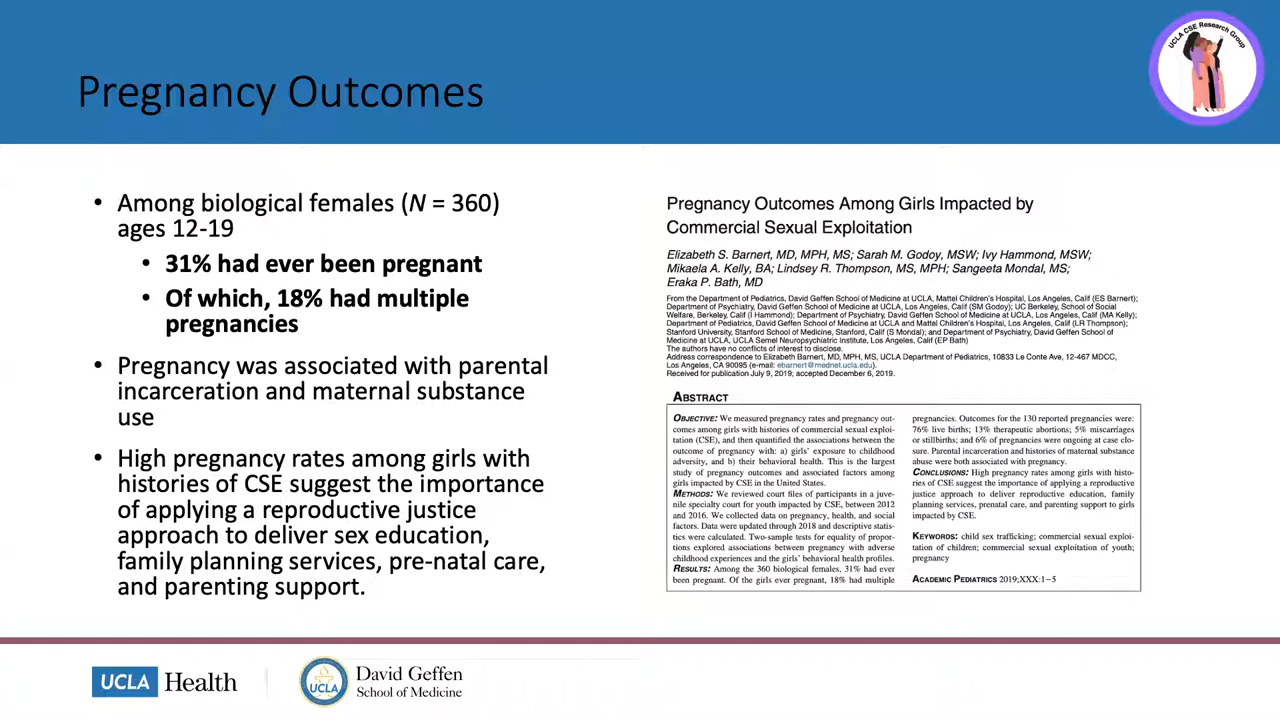 Pregnancy Outcomes
UCLA CSE Research Group
• Among biological females (N = 360)
ages 12-19
• 31% had ever been pregnant
• Of which, 18% had multiple
pregnancies
• Pregnancy was associated with parental
incarceration and maternal substance
use
• High pregnancy rates among girls with
histories of CSE suggest the importance
of applying a reproductive justice
approach to deliver sex education,
family planning services, pre-natal care,
and parenting support.
Pregnancy Outcomes Among Girls Impacted by
Commercial Sexual Exploitation
Elizabeth S. Barnert, MD, MPH, MS; Sarah M. Godoy, MSW; Ivy Hammond, MSW;
Mikaela A. Kelly, BA; Lindsey R. Thompson, MS, MPH; Sangeeta Mondal, MS;
Eraka P. Bath, MD
From the Department of Pediatrics, David Geffen School of Medicine at UCLA, Mattel Children's Hospital, Los Angeles, Calif (ES Barnert);
Department of Psychiatry, David Geffen School of Medicine at UCLA, Los Angeles, Calif (SM Godoy); UC Berkeley, School of Social
Welfare, Berkeley, Calif (I Hammond); Department of Psychiatry, David Geffen School of Medicine at UCLA, Los Angeles, Calif (MA Kelly);
Department of Pediatrics, David Geffen School of Medicine at UCLA and Mattel Children's Hospital, Los Angeles, Calif (LR Thompson);
Stanford University, Stanford School of Medicine, Stanford, Calif (S Mondal); and Department of Psychiatry, David Geffen School of
Medicine at UCLA, UCLA Semel Neuropsychiatric Institute, Los Angeles, Calif (EP Bath)
The authors have no conflicts of interest to disclose.
Address correspondence to Elizabeth Barnert, MD, MPH, MS, UCLA Department of Pediatrics, 10833 Le Conte Ave, 12-467 MDCC,
Los Angeles, CA 90095 (e-mail: ebarnert@mednet.ucla.edu).
Received for publication July 9, 2019; accepted December 6, 2019.
ABSTRACT
OBJECTIVE: We measured pregnancy rates and pregnancy out-
comes among girls with histories of commercial sexual exploi-
tation (CSE), and then quantified the associations between the
outcome of pregnancy with: a) girls' exposure to childhood
adversity, and b) their behavioral health. This is the largest
study of pregnancy outcomes and associated factors among
girls impacted by CSE in the United States.
METHODS: We reviewed court files of participants in a juve-
nile specialty court for youth impacted by CSE, between 2012
and 2016. We collected data on pregnancy, health, and social
factors. Data were updated through 2018 and descriptive statis-
tics were calculated. Two-sample tests for equality of propor-
tions explored associations between pregnancy with adverse
childhood experiences and the girls' behavioral health profiles.
RESULTS: Among the 360 biological females, 31% had ever
been pregnant. Of the girls ever pregnant, 18% had multiple
pregnancies. Outcomes for the 130 reported pregnancies were:
76% live births; 13% therapeutic abortions; 5% miscarriages
or stillbirths; and 6% of pregnancies were ongoing at case clo-
sure. Parental incarceration and histories of maternal substance
abuse were both associated with pregnancy.
CONCLUSIONS: High pregnancy rates among girls with histo-
ries of CSE suggest the importance of applying a reproductive
justice approach to deliver reproductive education, family
planning services, prenatal care, and parenting support to girls
impacted by CSE.
KEYWORDS: child sex trafficking; commercial sexual exploi-
tation of children; commercial sexual exploitation of youth;
pregnancy
ACADEMIC PEDIATRICS 2019;XXX:1–5
UCLA Health
UCLA
David Geffen
School of Medicine